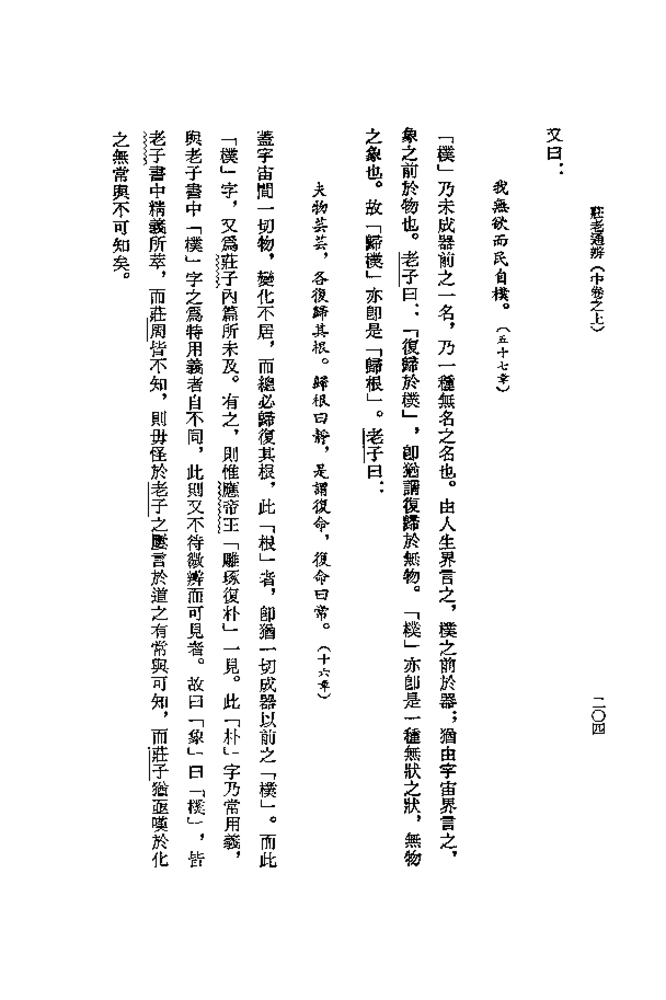 莊老通辨（中卷之上）
二〇四
又曰：
我無欲而民自樸。（五十七章）
「樸」乃未成器前之一名，乃一種無名之名也。由人生界言之，樸之前於器；猶由宇宙界言之，
象之前於物也。老子曰：「復歸於樸」，卽猶謂復歸於無物。「樸」亦卽是一種無狀之狀，無物
之象也。故「歸樸」亦卽是「歸根」。老子曰：
夫物芸芸，各復歸其根。歸根曰靜，是謂復命，復命曰常。（十六章）
蓋宇宙間一切物，變化不居，而總必歸復其根，此「根」者，卽猶一切成器以前之「樸」。而此
「樸」字，又爲莊子內篇所未及。有之，則惟應帝王「雕琢復朴」一見。此「朴」字乃常用義，
與老子書中「樸」字之爲特用義者自不同，此則又不待微辨而可見者。故曰「象」曰「樸」，皆
老子書中精義所萃，而莊周皆不知，則毋怪於老子之屢言於道之有常與可知，而莊子猶亟嘆於化
之無常與不可知矣。